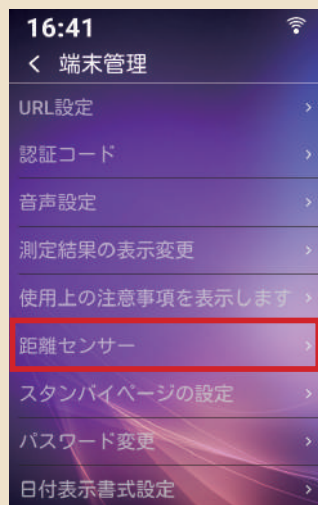 16:41
< 端末管理
URL設定
認証コード
音声設定
測定結果の表示変更
使用上の注意事項を表示します
距離センサー
スタンバイページの設定
パスワード変更
日付表示書式設定